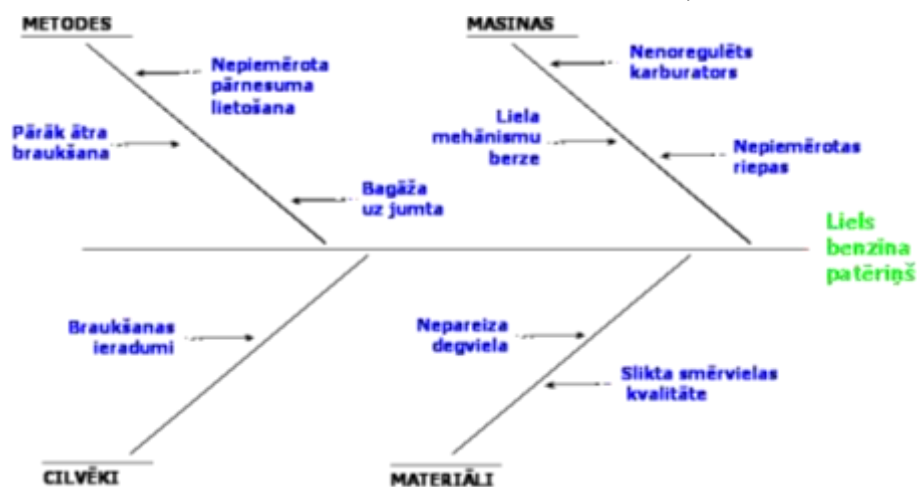 METODES
Nepiemērota
pārnesuma
lietošana
Pārāk ātra
braukšana
Bagāža
uz jumta
MASINAS
Nenoregulēts
karburators
Liela
mehānismu
berze
Nepiemērotas
riepas
Liels
benzīna
patēriņš
Braukšanas
ieradumi
CILVĒKI
Nepareiza
degviela
Slikta smērvielas
kvalitāte
MATERIĀLI